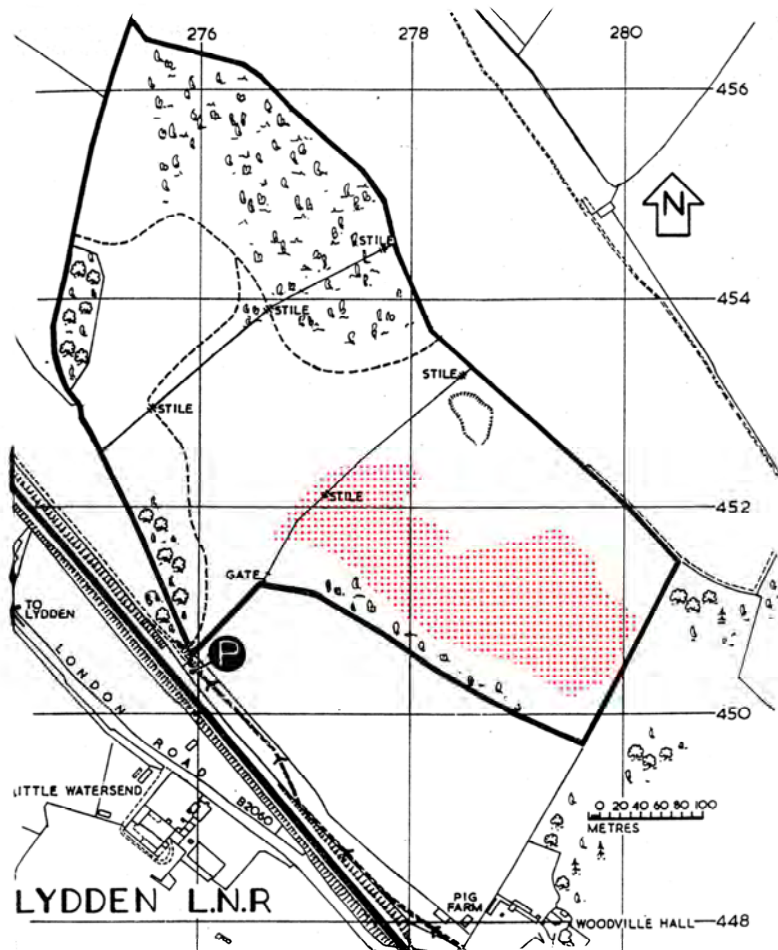 276
278
280
456
N
STILE
454
STILE
STILE
STILE
452
STILE
GATE
TO
LYDDEN
P
LONDON
ROAD
450
LITTLE WATERSEND
B2060
0 20 40 60 80 100
METRES
LYDDEN L.N.R
PIG
FARM
WOODVILLE HALL
448